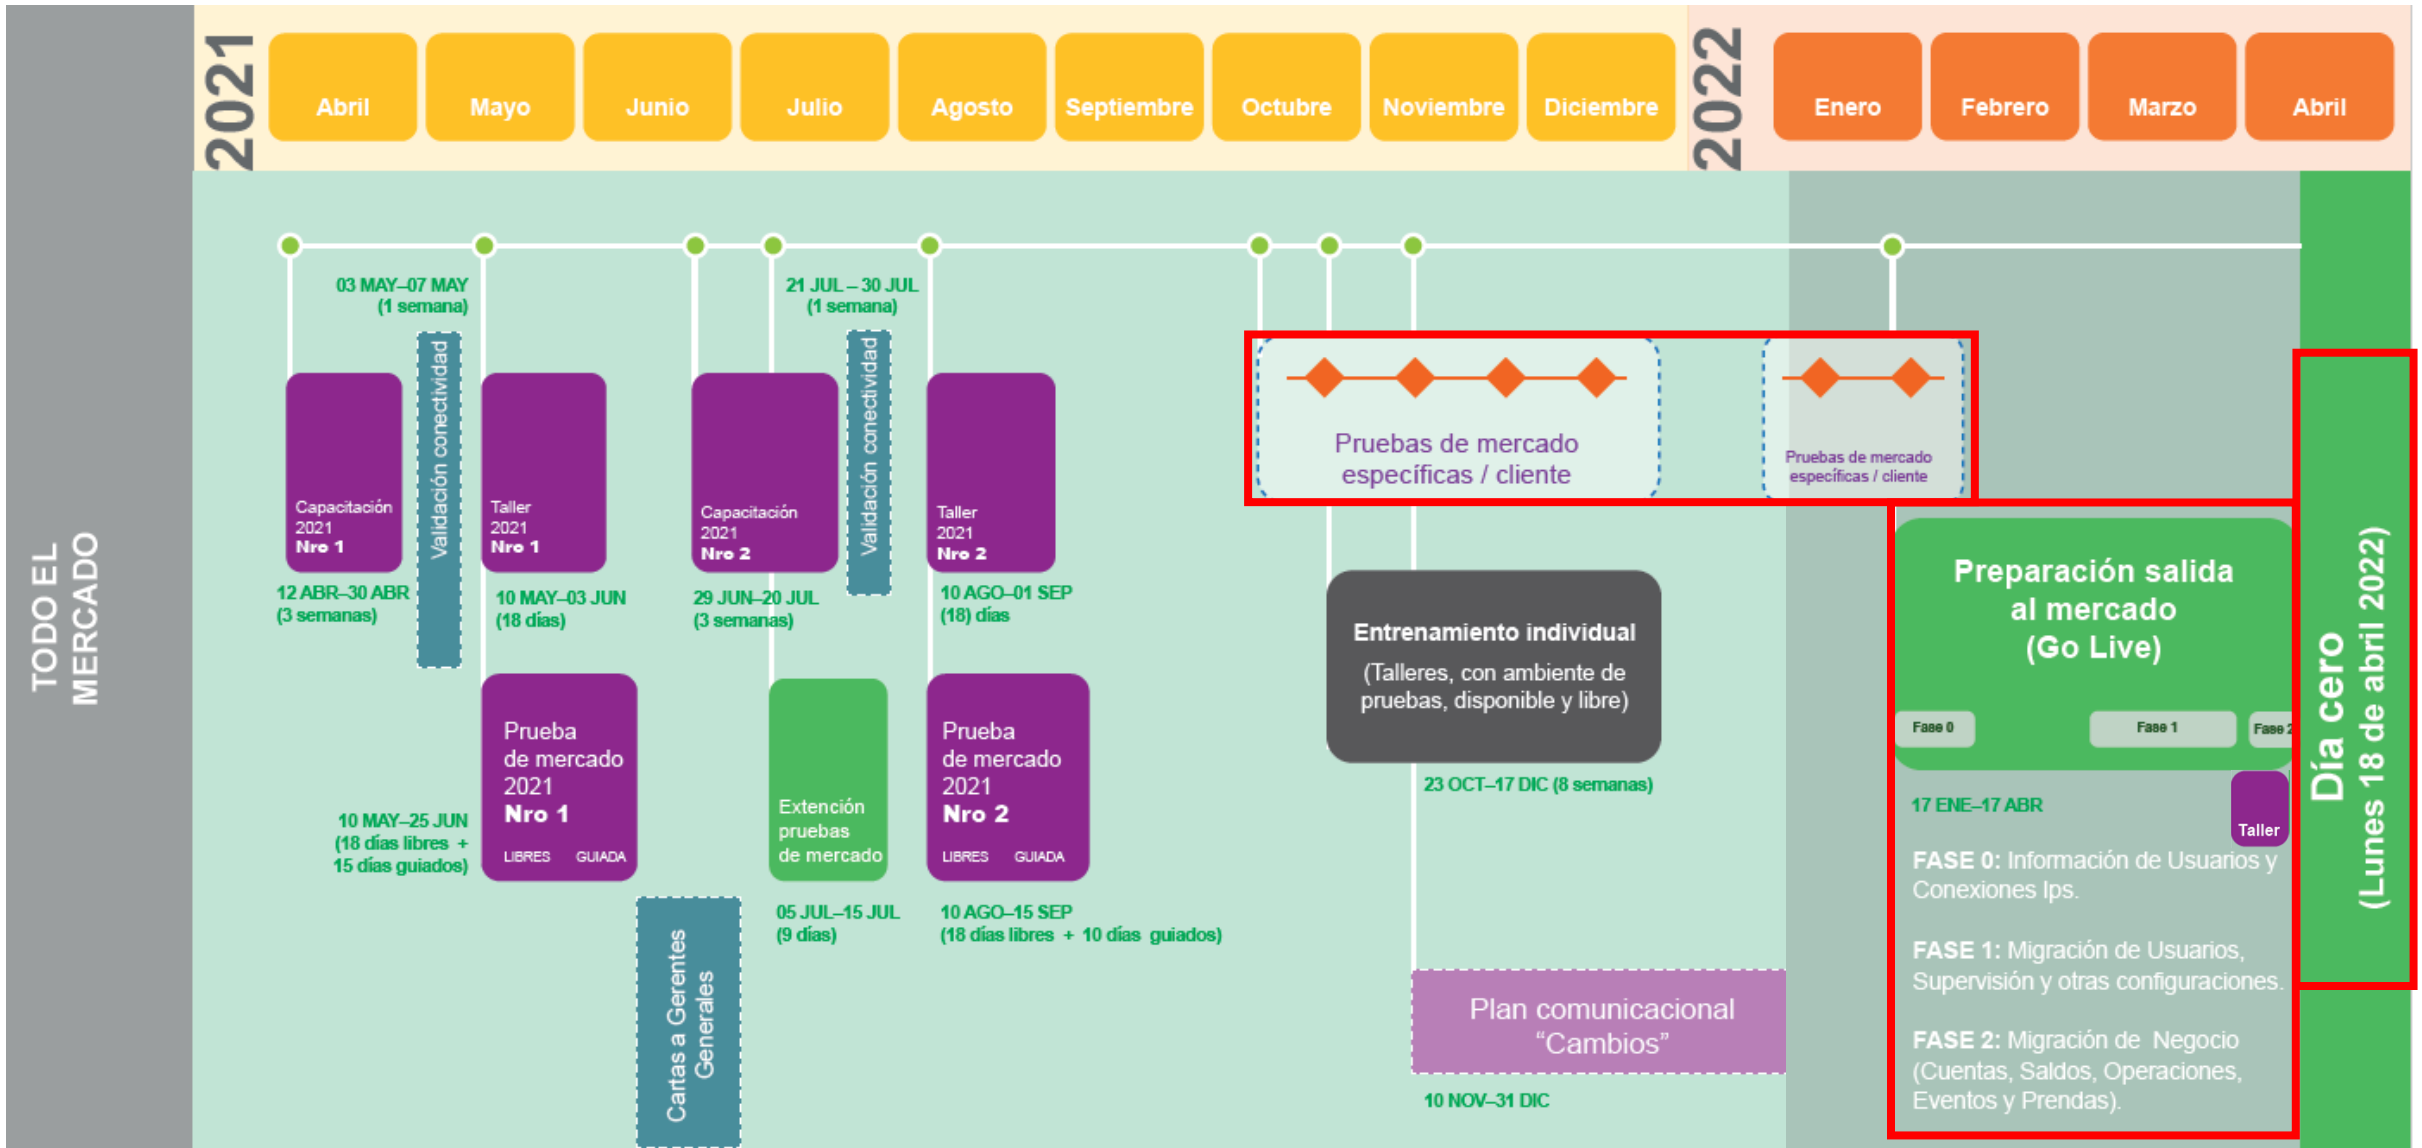 TODO EL
MERCADO
2021
Abril
Mayo
Junio
Julio
Agosto
Septiembre
Octubre
Noviembre
Diciembre
2022
Enero
Febrero
Marzo
Abril
Capacitación
2021
Nro 1
12 ABR–30 ABR
(3 semanas)
03 MAY–07 MAY
(1 semana)
Validación conectividad
Taller
2021
Nro 1
10 MAY–03 JUN
(18 días)
Prueba
de mercado
2021
Nro 1
LIBRES GUIADA
10 MAY–25 JUN
(18 días libres +
15 días guiados)
Cartas a Gerentes
Generales
Capacitación
2021
Nro 2
29 JUN–20 JUL
(3 semanas)
21 JUL – 30 JUL
(1 semana)
Validación conectividad
Extención
pruebas
de mercado
05 JUL–15 JUL
(9 días)
Taller
2021
Nro 2
10 AGO–01 SEP
(18) días
Prueba
de mercado
2021
Nro 2
LIBRES GUIADA
10 AGO–15 SEP
(18 días libres + 10 días guiados)
Pruebas de mercado
específicas / cliente
Pruebas de mercado
específicas / cliente
Entrenamiento individual
(Talleres, con ambiente de
pruebas, disponible y libre)
23 OCT–17 DIC (8 semanas)
Plan comunicacional
“Cambios”
10 NOV–31 DIC
Preparación salida
al mercado
(Go Live)
Fase 0
Fase 1
Fase 2
17 ENE–17 ABR
Taller
FASE 0: Información de Usuarios y
Conexiones Ips.
FASE 1: Migración de Usuarios,
Supervisión y otras configuraciones.
FASE 2: Migración de Negocio
(Cuentas, Saldos, Operaciones,
Eventos y Prendas).
Día cero
(Lunes 18 de abril 2022)